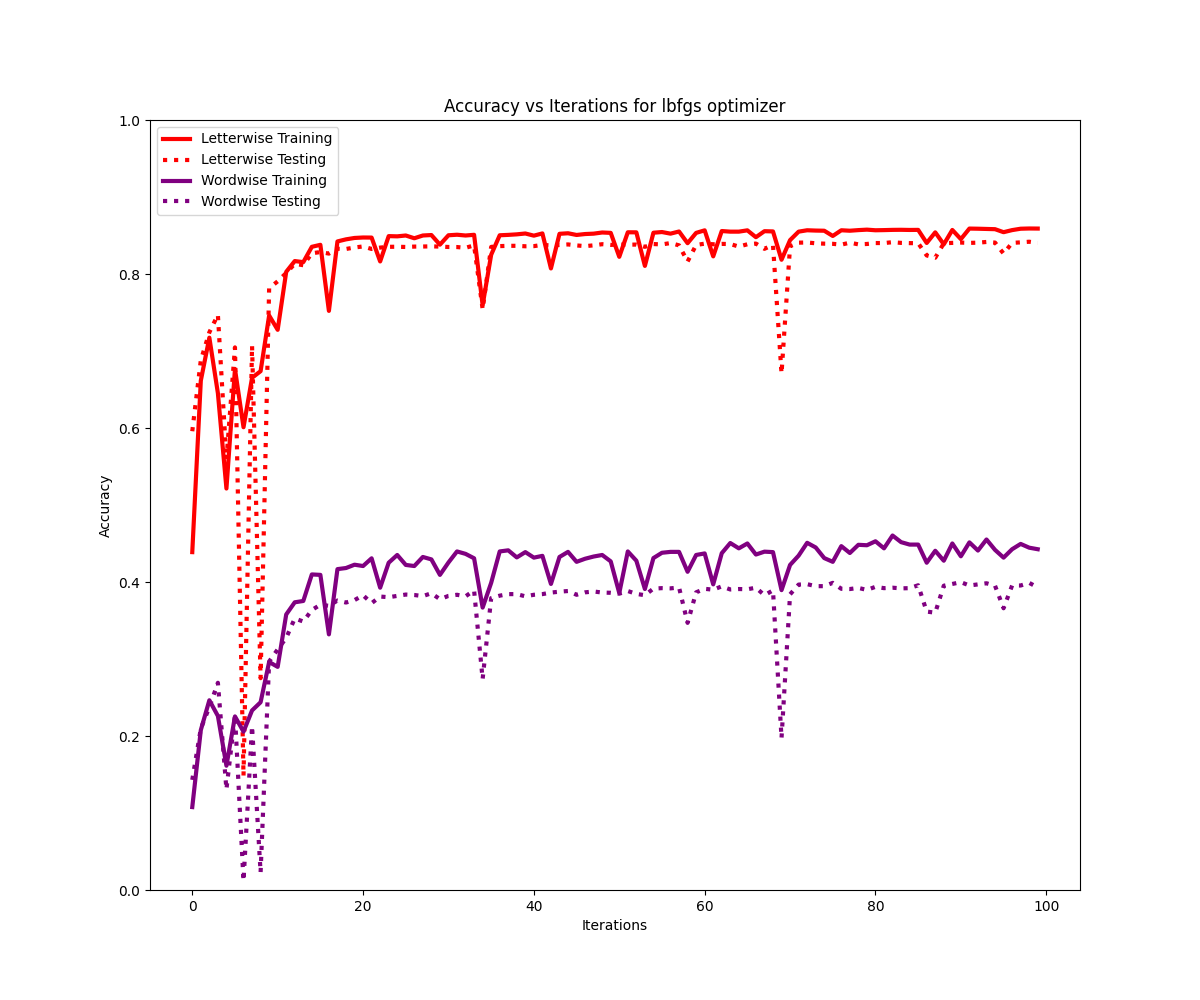 Accuracy vs Iterations for lbfgs optimizer
1.0
Letterwise Training
Letterwise Testing
Wordwise Training
Wordwise Testing
0.8
0.6
Accuracy
0.4
0.2
0.0
0 20 40 60 80 100
Iterations